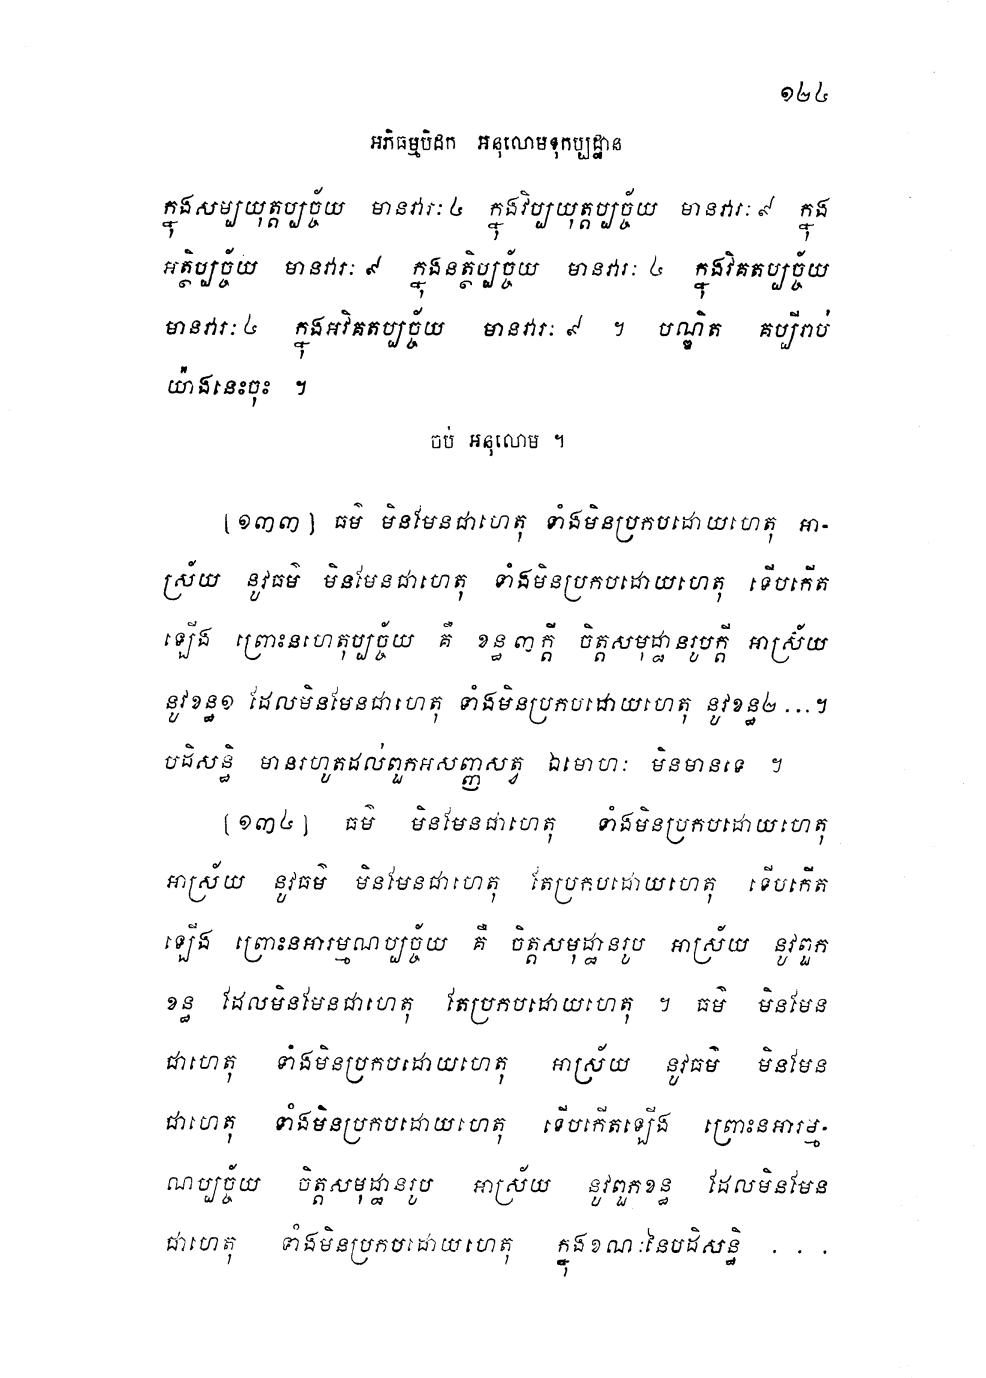 ១២៤
អភិធម្មបិដក អនុលោមទុកប្បដ្ឋាន
ក្នុងសម្បយុត្តប្បច្ច័យ មានវារៈ ៤ ក្នុងវិប្បយុត្តប្បច្ច័យ មានវារៈ ៩ ក្នុង
អត្ថិប្បច្ច័យ មានវារៈ ៩ ក្នុងនត្ថិប្បច្ច័យ មានវារៈ ៤ ក្នុងវិគតប្បច្ច័យ
មានវារៈ ៤ ក្នុងអវិគតប្បច្ច័យ មានវារៈ ៩ ។ បណ្ឌិត គប្បីរាប់
យ៉ាងនេះចុះ ។
ចប់ អនុលោម ។
[១៣៣] ធម៌ មិនមែនជាហេតុ ទាំងមិនប្រកបដោយហេតុ អា-
ស្រ័យ នូវធម៌ មិនមែនជាហេតុ ទាំងមិនប្រកបដោយហេតុ ទើបកើត
ឡើង ព្រោះនហេតុប្បច្ច័យ គឺ ខន្ធ៣ក្តី ចិត្តសមុដ្ឋានរូបក្តី អាស្រ័យ
នូវខន្ធ១ ដែលមិនមែនជាហេតុ ទាំងមិនប្រកបដោយហេតុ នូវខន្ធ២ ...។
បដិសន្ធិ មានរហូតដល់ពួកអសញ្ញសត្វ ឯមោហៈ មិនមានទេ ។
[១៣៤] ធម៌ មិនមែនជាហេតុ ទាំងមិនប្រកបដោយហេតុ
អាស្រ័យ នូវធម៌ មិនមែនជាហេតុ តែប្រកបដោយហេតុ ទើបកើត
ឡើង ព្រោះនអារម្មណប្បច្ច័យ គឺ ចិត្តសមុដ្ឋានរូប អាស្រ័យ នូវពួក
ខន្ធ ដែលមិនមែនជាហេតុ តែប្រកបដោយហេតុ ។ ធម៌ មិនមែន
ជាហេតុ ទាំងមិនប្រកបដោយហេតុ អាស្រ័យ នូវធម៌ មិនមែន
ជាហេតុ ទាំងមិនប្រកបដោយហេតុ ទើបកើតឡើង ព្រោះនអារម្ម-
ណប្បច្ច័យ ចិត្តសមុដ្ឋានរូប អាស្រ័យ នូវពួកខន្ធ ដែលមិនមែន
ជាហេតុ ទាំងមិនប្រកបដោយហេតុ ក្នុងខណៈនៃបដិសន្ធិ . . .